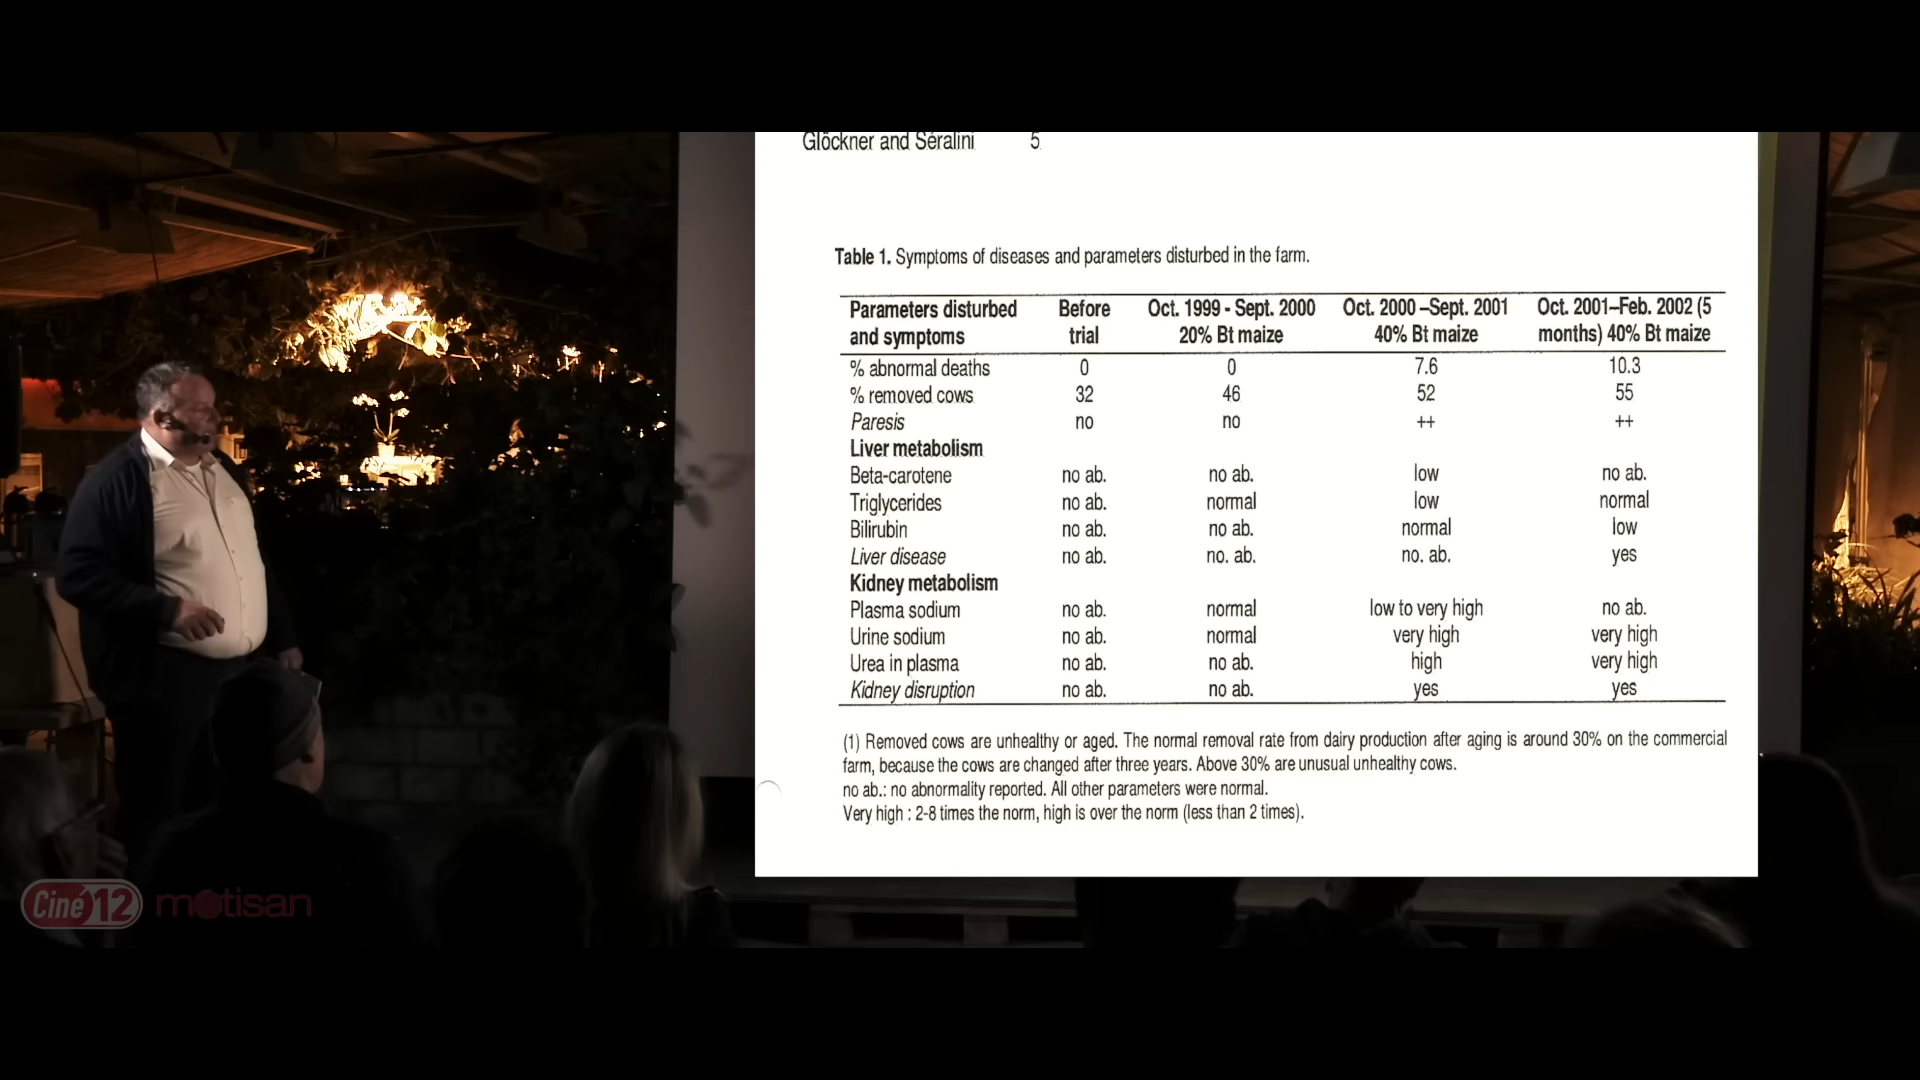 Glöckner and Séralini 5
Table 1. Symptoms of diseases and parameters disturbed in the farm.
Parameters disturbed and symptoms Before trial Oct. 1999 - Sept. 2000 20% Bt maize Oct. 2000 –Sept. 2001 40% Bt maize Oct. 2001–Feb. 2002 (5 months) 40% Bt maize
% abnormal deaths 0 0 7.6 10.3
% removed cows 32 46 52 55
Paresis no no ++ ++
Liver metabolism
Beta-carotene no ab. no ab. low no ab.
Triglycerides no ab. normal low normal
Bilirubin no ab. no ab. normal low
Liver disease no ab. no. ab. no. ab. yes
Kidney metabolism
Plasma sodium no ab. normal low to very high no ab.
Urine sodium no ab. normal very high very high
Urea in plasma no ab. no ab. high very high
Kidney disruption no ab. no ab. yes yes
(1) Removed cows are unhealthy or aged. The normal removal rate from dairy production after aging is around 30% on the commercial
farm, because the cows are changed after three years. Above 30% are unusual unhealthy cows.
no ab.: no abnormality reported. All other parameters were normal.
Very high : 2-8 times the norm, high is over the norm (less than 2 times).
Ciné 12 motisan